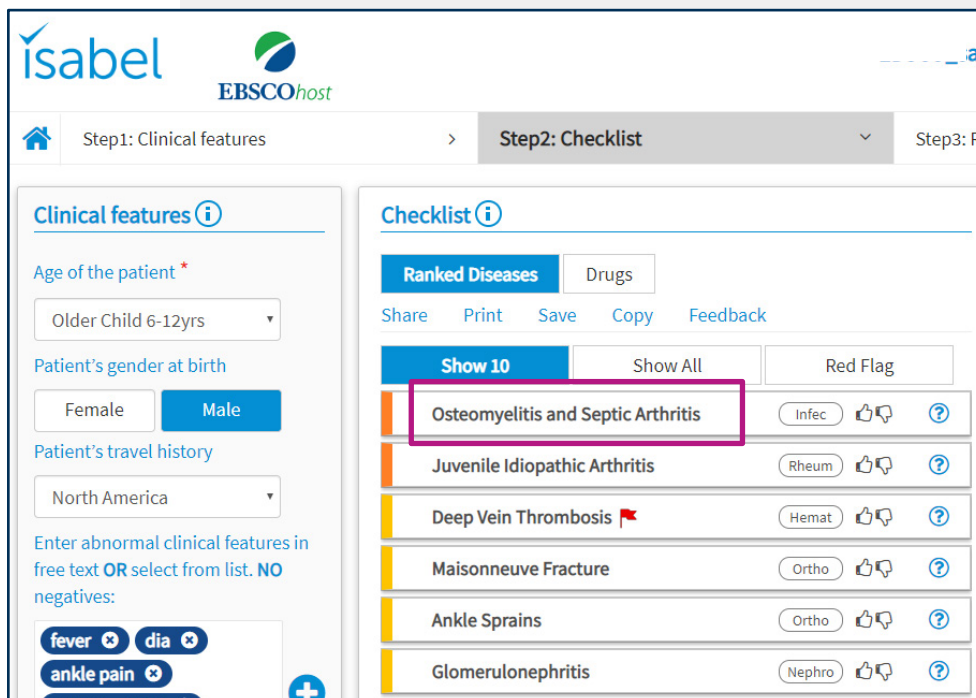 isabel
EBSCOhost
Step1: Clinical features
Step2: Checklist
Step3:
Clinical features
Age of the patient *
Older Child 6-12yrs
Patient's gender at birth
Female Male
Patient's travel history
North America
Enter abnormal clinical features in
free text OR select from list. NO
negatives:
fever dia
ankle pain
Checklist
Ranked Diseases Drugs
Share Print Save Copy Feedback
Show 10 Show All Red Flag
Osteomyelitis and Septic Arthritis Infec
Juvenile Idiopathic Arthritis Rheum
Deep Vein Thrombosis Hemat
Maisonneuve Fracture Ortho
Ankle Sprains Ortho
Glomerulonephritis Nephro